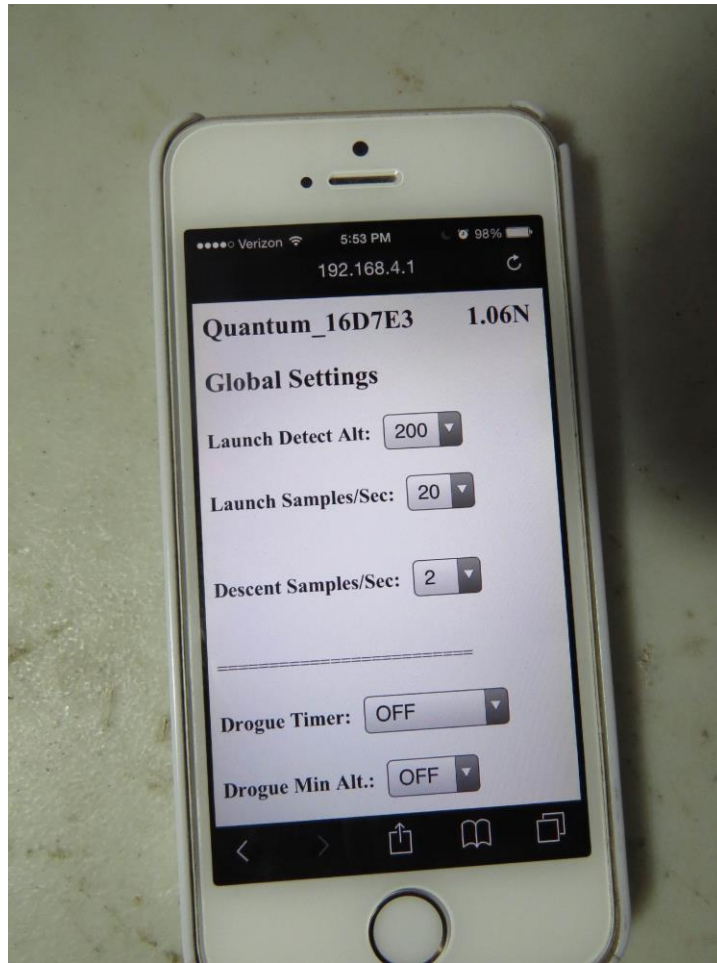 Verizon 5:53 PM 98%
192.168.4.1
Quantum_16D7E3 1.06N
Global Settings
Launch Detect Alt: 200
Launch Samples/Sec: 20
Descent Samples/Sec: 2
==========================
Drogue Timer: OFF
Drogue Min Alt.: OFF